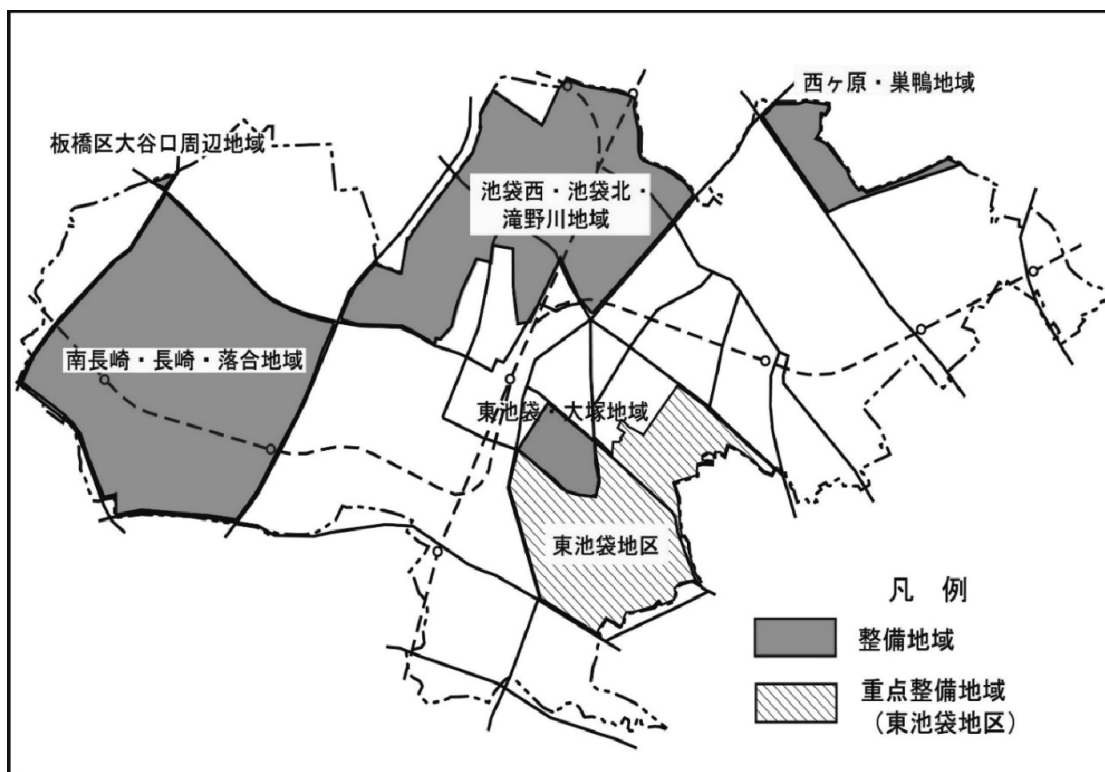 西ヶ原・巣鴨地域
板橋区大谷口周辺地域
池袋西・池袋北・
滝野川地域
南長崎・長崎・落合地域
東池袋・大塚地域
東池袋地区
凡 例
整備地域
重点整備地域
（東池袋地区）